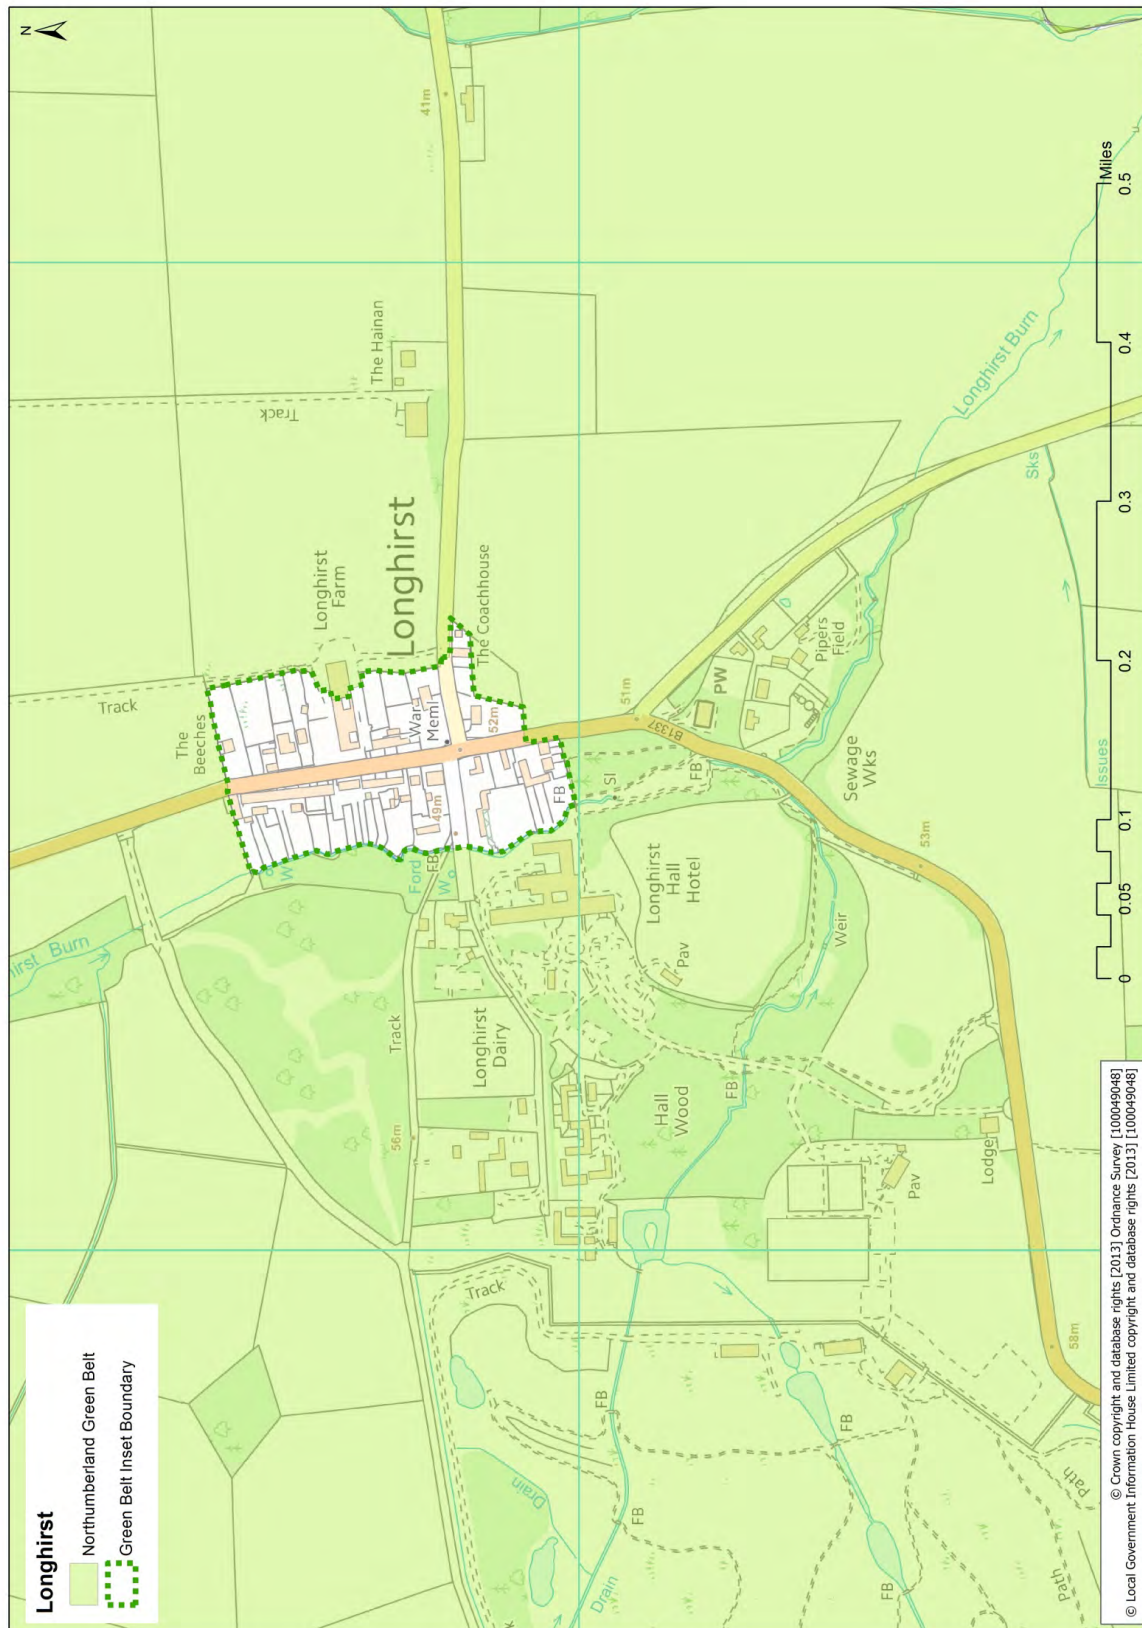 Longhirst
Northumberland Green Belt
Green Belt Inset Boundary
N
hirst Burn
Track
The
Beeches
W
Ford
FB
W
Longhirst
Farm
Track
The Hainan
41m
Longhirst
War
Meml
49m
52m
The Coachhouse
FB
Track
56m
Longhirst
Dairy
Track
Drain
Drain
FB
FB
SI
FB
51m
B1337
PW
Pipers
Field
Sewage
Wks
Longhirst
Hall
Hotel
Pav
Hall
Wood
FB
Weir
53m
Longhirst Burn
Sks
Issues
Pav
Lodge
FB
FB
58m
Path
Path
0
0.05
0.1
0.2
0.3
0.4
0.5
Miles
© Crown copyright and database rights [2013] Ordnance Survey [100049048]
© Local Government Information House Limited copyright and database rights [2013] [100049048]